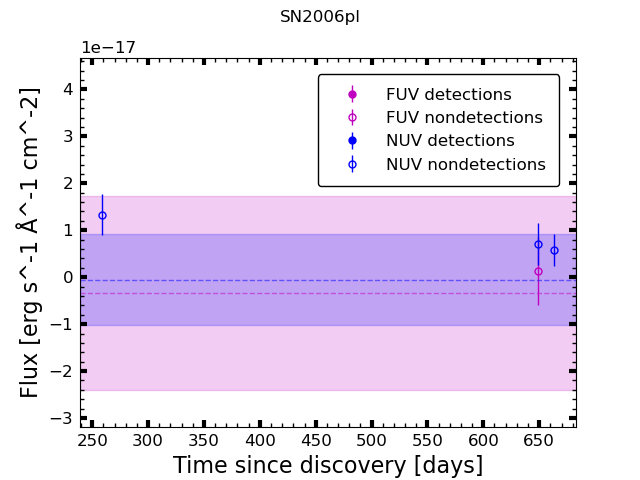 SN2006pl
1e−17
4
3
2
1
0
−1
−2
−3
Flux [erg s^-1 Å^-1 cm^-2]
FUV detections
FUV nondetections
NUV detections
NUV nondetections
250 300 350 400 450 500 550 600 650
Time since discovery [days]